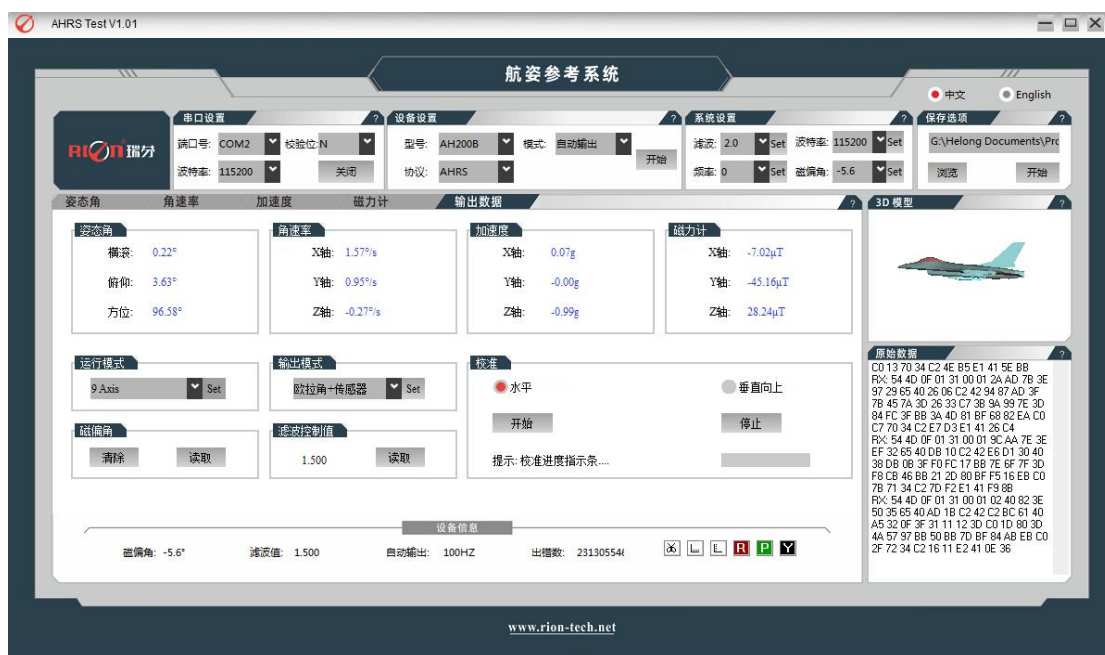 AHRS Test V1.01
航姿参考系统
中文 English
RION 瑞分
串口设置 ?
端口号: COM2 校验位:N
波特率: 115200 关闭
设备设置 ?
型号: AH200B 模式: 自动输出
协议: AHRS 开始
系统设置 ?
滤波: 2.0 Set 波特率: 115200 Set
频率: 0 Set 磁偏角: -5.6 Set
保存选项 ?
G:\Helong Documents\Prc
浏览 开始
姿态角 角速率 加速度 磁力计 输出数据 ?
姿态角
横滚: 0.22°
俯仰: 3.63°
方位: 96.58°
角速率
X轴: 1.57°/s
Y轴: 0.95°/s
Z轴: -0.27°/s
加速度
X轴: 0.07g
Y轴: -0.00g
Z轴: -0.99g
磁力计
X轴: -7.02μT
Y轴: -45.16μT
Z轴: 28.24μT
运行模式
9 Axis Set
输出模式
欧拉角+传感器 Set
校准
水平 垂直向上
开始 停止
提示: 校准进度指示条....
磁偏角
清除 读取
滤波控制值
1.500 读取
设备信息
磁偏角: -5.6° 滤波值: 1.500 自动输出: 100HZ 出错数: 23130554
R P Y
3D 模型 ?
原始数据 ?
C0 13 70 34 C2 4E B5 E1 41 5E BB
RX: 54 4D 0F 01 31 00 01 2A AD 7B 3E
97 29 65 40 26 06 C2 42 94 87 AD 3F
7B 45 7A 3D 26 33 C7 3B 9A 99 7E 3D
84 FC 3F BB 3A 4D 81 BF 68 82 EA C0
C7 70 34 C2 E7 D3 E1 41 26 C4
RX: 54 4D 0F 01 31 00 01 9C AA 7E 3E
EF 32 65 40 DB 10 C2 42 E6 D1 30 40
38 DB 0B 3F F0 FC 17 BB 7E 6F 7F 3D
F8 CB 46 BB 21 2D 80 BF F5 16 EB C0
7B 71 34 C2 7D F2 E1 41 F9 8B
RX: 54 4D 0F 01 31 00 01 02 40 82 3E
50 35 65 40 AD 1B C2 42 C2 BC 61 40
A5 32 0F 3F 31 11 12 3D C0 1D 80 3D
4A 57 97 BB 50 BB 7D BF 84 AB EB C0
2F 72 34 C2 16 11 E2 41 0E 36
www.rion-tech.net